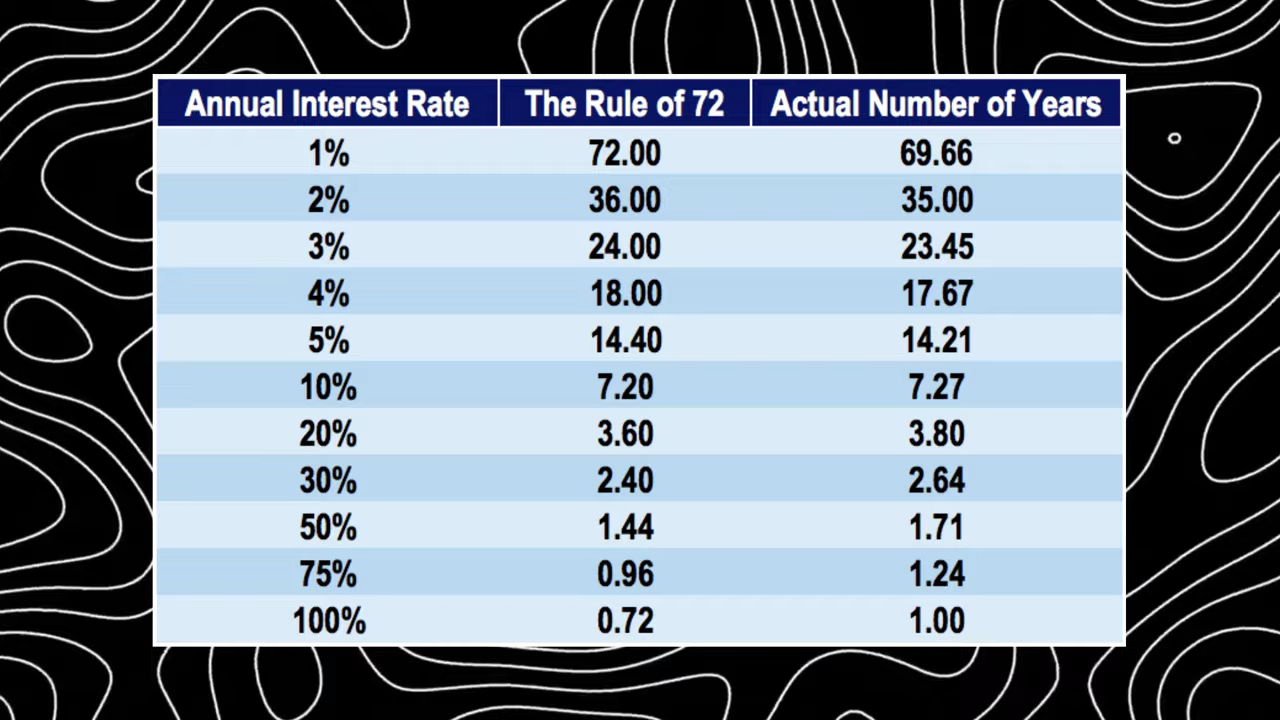 Annual Interest Rate The Rule of 72 Actual Number of Years
1% 72.00 69.66
2% 36.00 35.00
3% 24.00 23.45
4% 18.00 17.67
5% 14.40 14.21
10% 7.20 7.27
20% 3.60 3.80
30% 2.40 2.64
50% 1.44 1.71
75% 0.96 1.24
100% 0.72 1.00